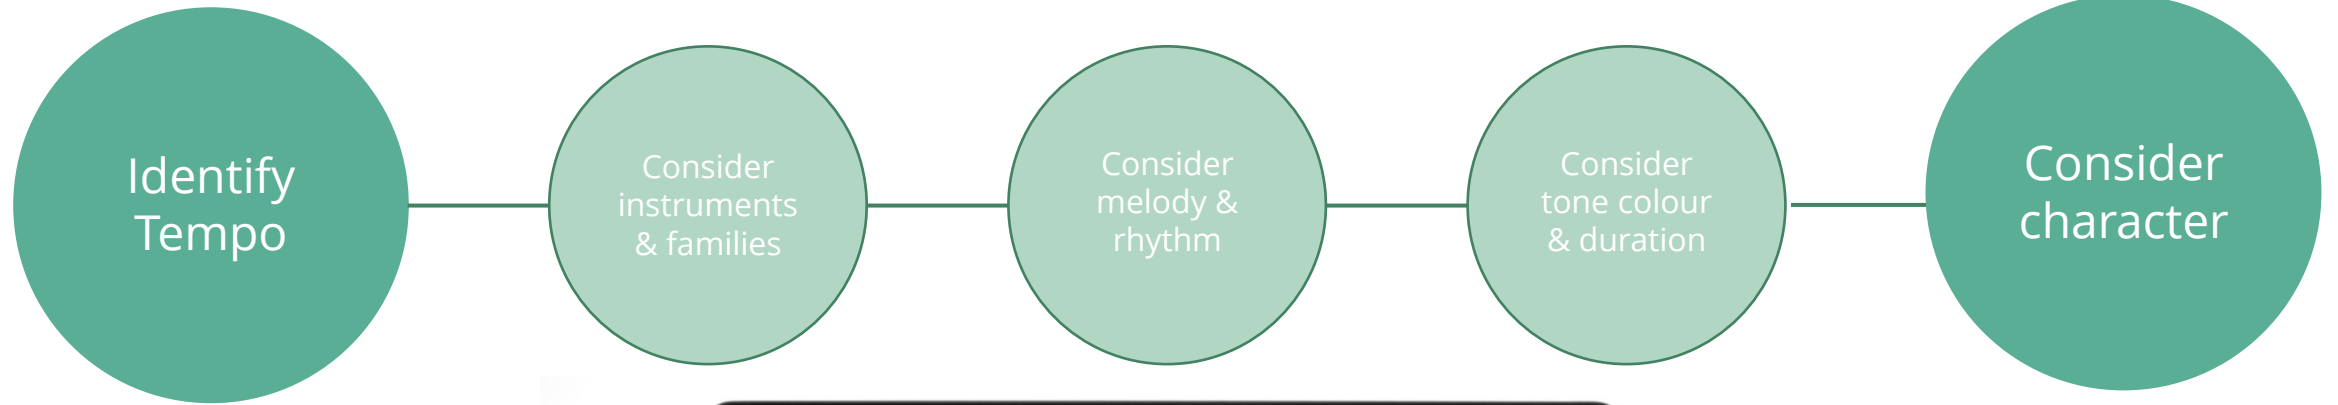 Identify
Tempo
Consider
instruments
& families
Consider
melody &
rhythm
Consider
tone colour
& duration
Consider
character